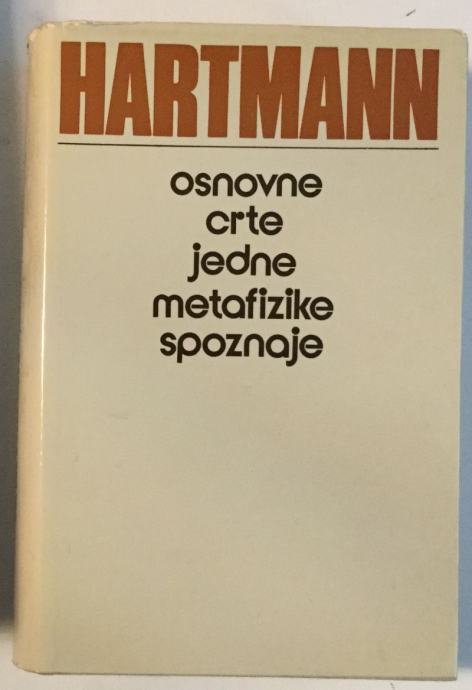 HARTMANN
osnovne
crte
jedne
metafizike
spoznaje